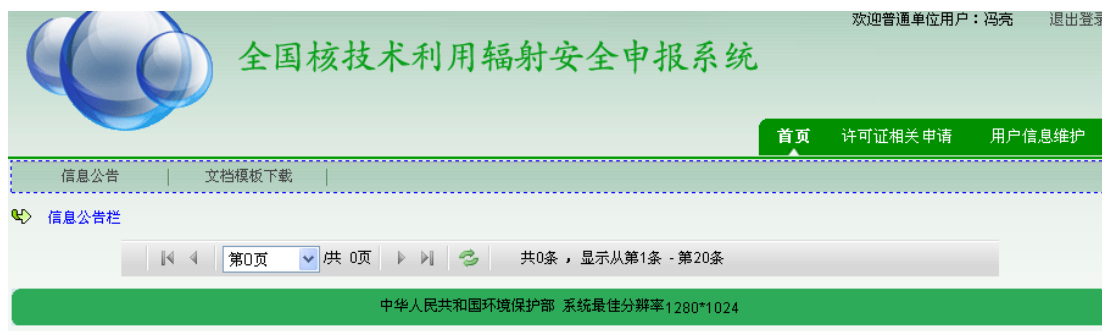 欢迎普通单位用户：冯亮 退出登录
全国核技术利用辐射安全申报系统
首页 许可证相关申请 用户信息维护
信息公告 | 文档模板下载 |
信息公告栏
第0页 /共 0页 共0条，显示从第1条 - 第20条
中华人民共和国环境保护部 系统最佳分辨率1280*1024